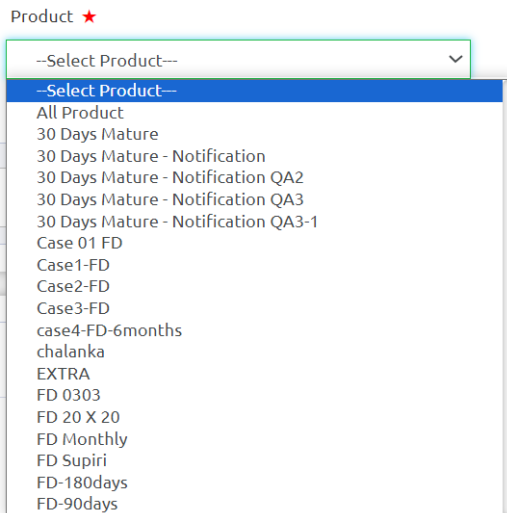 Product ★
--Select Product---
--Select Product---
All Product
30 Days Mature
30 Days Mature - Notification
30 Days Mature - Notification QA2
30 Days Mature - Notification QA3
30 Days Mature - Notification QA3-1
Case 01 FD
Case1-FD
Case2-FD
Case3-FD
case4-FD-6months
chalanka
EXTRA
FD 0303
FD 20 X 20
FD Monthly
FD Supiri
FD-180days
FD-90days